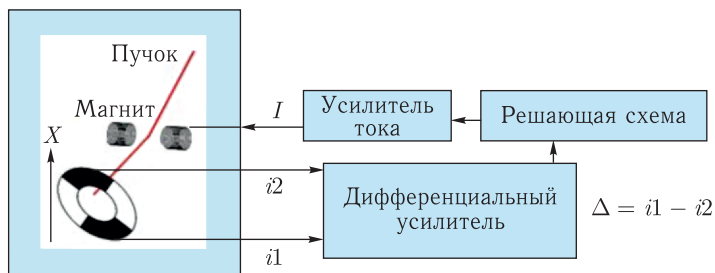 Пучок
Магнит
X
I
Усилитель
тока
Решающая схема
i2
Дифференциальный
усилитель
Δ = i1 − i2
i1